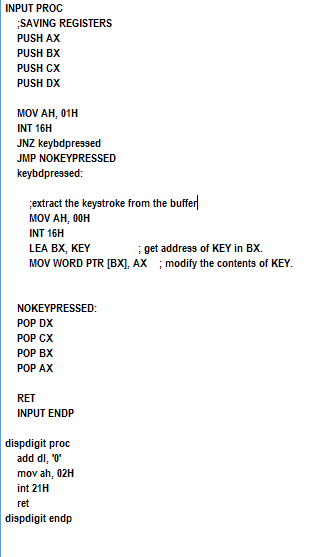 INPUT PROC
;SAVING REGISTERS
PUSH AX
PUSH BX
PUSH CX
PUSH DX
MOV AH, 01H
INT 16H
JNZ keybdpressed
JMP NOKEYPRESSED
keybdpressed:
;extract the keystroke from the buffer
MOV AH, 00H
INT 16H
LEA BX, KEY ; get address of KEY in BX.
MOV WORD PTR [BX], AX ; modify the contents of KEY.
NOKEYPRESSED:
POP DX
POP CX
POP BX
POP AX
RET
INPUT ENDP
dispdigit proc
add dl, '0'
mov ah, 02H
int 21H
ret
dispdigit endp